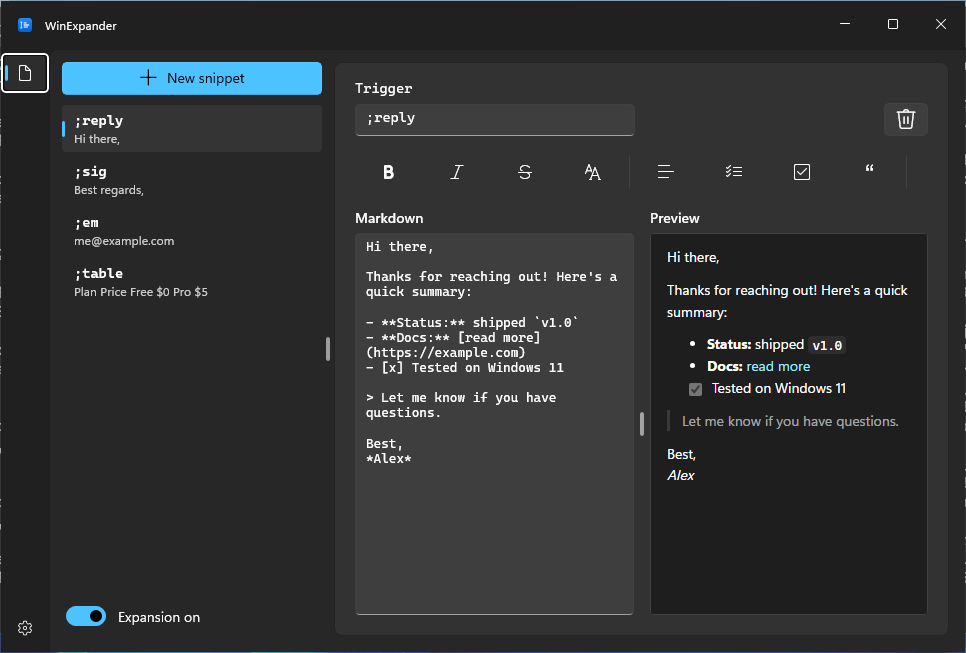 WinExpander
New snippet
;reply
Hi there,
;sig
Best regards,
;em
me@example.com
;table
Plan Price Free $0 Pro $5
Expansion on
Trigger
;reply
B I S AA “
Markdown
Hi there,
Thanks for reaching out! Here's a
quick summary:
- **Status:** shipped `v1.0`
- **Docs:** [read more]
(https://example.com)
- [x] Tested on Windows 11
> Let me know if you have
questions.
Best,
*Alex*
Preview
Hi there,
Thanks for reaching out! Here's a quick
summary:
• Status: shipped v1.0
• Docs: read more
Tested on Windows 11
Let me know if you have questions.
Best,
Alex